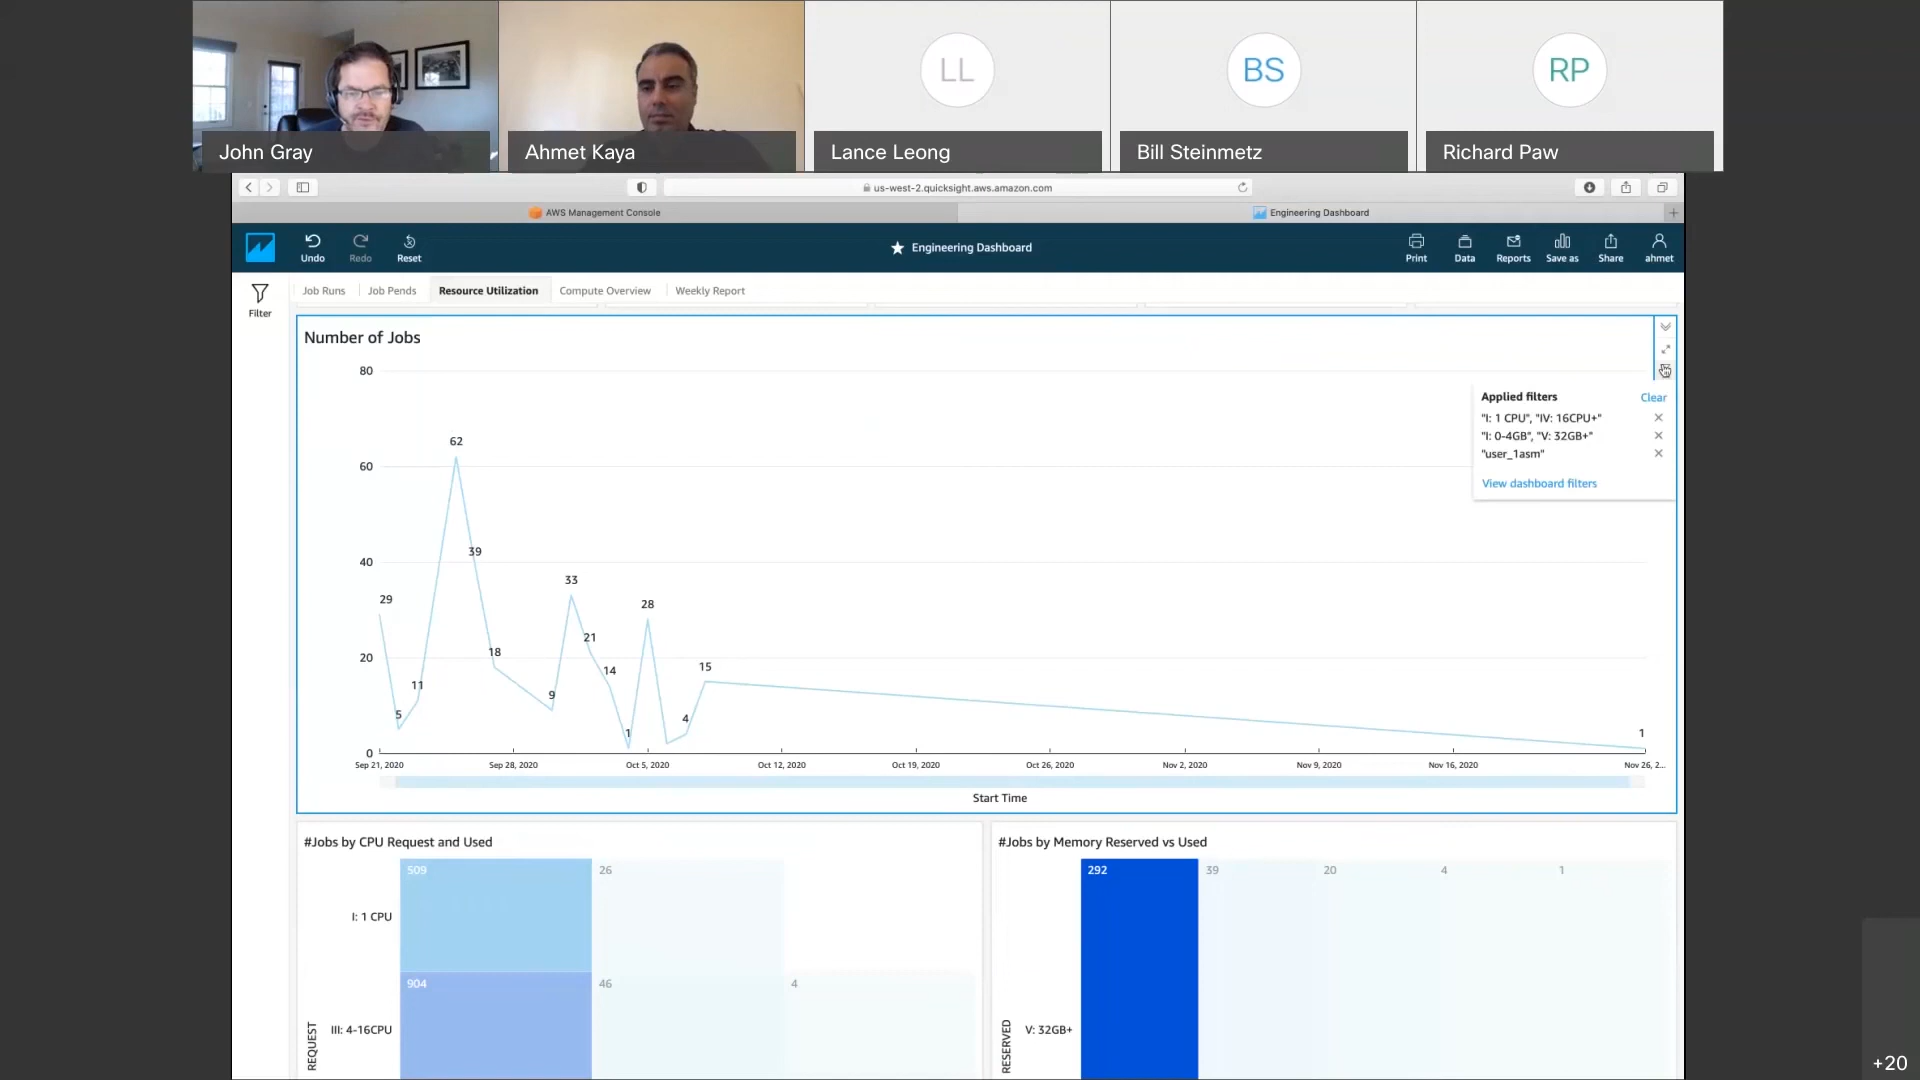 LL
BS
RP
John Gray
Ahmet Kaya
Lance Leong
Bill Steinmetz
Richard Paw
us-west-2.quicksight.aws.amazon.com
AWS Management Console
Engineering Dashboard
Undo
Redo
Reset
Engineering Dashboard
Print
Data
Reports
Save as
Share
ahmet
Filter
Job Runs
Job Pends
Resource Utilization
Compute Overview
Weekly Report
Number of Jobs
80
60
40
20
0
29
5
11
62
39
18
9
33
21
14
1
28
4
15
1
Sep 21, 2020
Sep 28, 2020
Oct 5, 2020
Oct 12, 2020
Oct 19, 2020
Oct 26, 2020
Nov 2, 2020
Nov 9, 2020
Nov 16, 2020
Nov 26, 2...
Start Time
Applied filters
Clear
"I: 1 CPU", "IV: 16CPU+"
"I: 0-4GB", "V: 32GB+"
"user_1asm"
View dashboard filters
#Jobs by CPU Request and Used
509
26
I: 1 CPU
904
46
4
III: 4-16CPU
REQUEST
#Jobs by Memory Reserved vs Used
292
39
20
4
1
V: 32GB+
RESERVED
+20